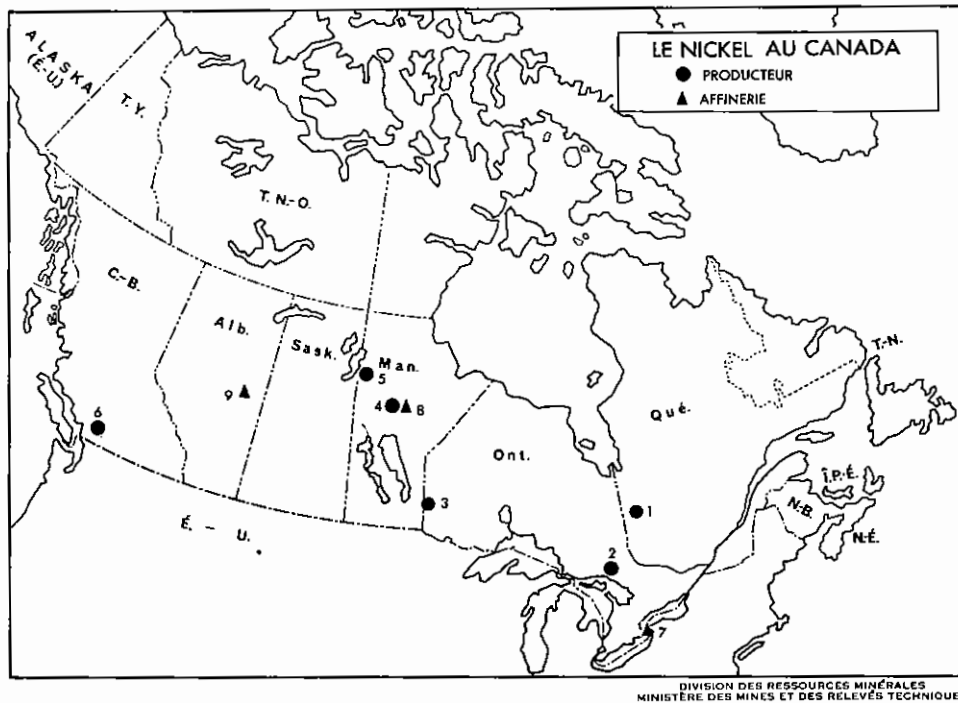 LE NICKEL AU CANADA
● PRODUCTEUR
▲ AFFINERIE
ALASKA
(É.-U.)
T.Y.
T.N.-O.
C.-B.
Alb.
Sask.
Man.
5
9
4
8
6
Ont.
3
Qué.
T.-N.
Î.P.-É.
N.-B.
N.-É.
1
2
7
É. - U.
DIVISION DES RESSOURCES MINÉRALES
MINISTÈRE DES MINES ET DES RELEVÉS TECHNIQUE